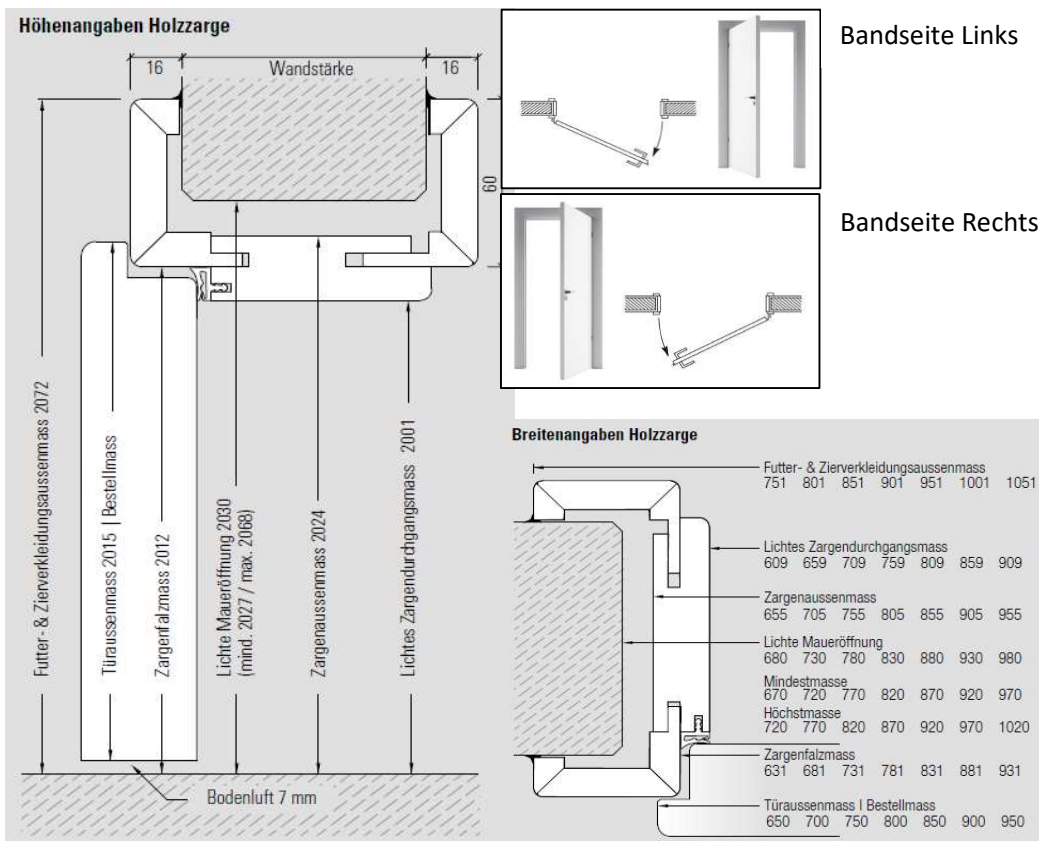 Höhenangaben Holzzarge
16
Wandstärke
16
60
Futter- & Zierverkleidungsaussenmass 2072
Türaussenmass 2015 | Bestellmass
Zargenfalzmass 2012
Lichte Maueröffnung 2030
(mind. 2027 / max. 2068)
Zargenaussenmass 2024
Lichtes Zargendurchgangsmass 2001
Bodenluft 7 mm
Bandseite Links
Bandseite Rechts
Breitenangaben Holzzarge
Futter- & Zierverkleidungsaussenmass
751 801 851 901 951 1001 1051
Lichtes Zargendurchgangsmass
609 659 709 759 809 859 909
Zargenaussenmass
655 705 755 805 855 905 955
Lichte Maueröffnung
680 730 780 830 880 930 980
Mindestmasse
670 720 770 820 870 920 970
Höchstmasse
720 770 820 870 920 970 1020
Zargenfalzmass
631 681 731 781 831 881 931
Türaussenmass I Bestellmass
650 700 750 800 850 900 950